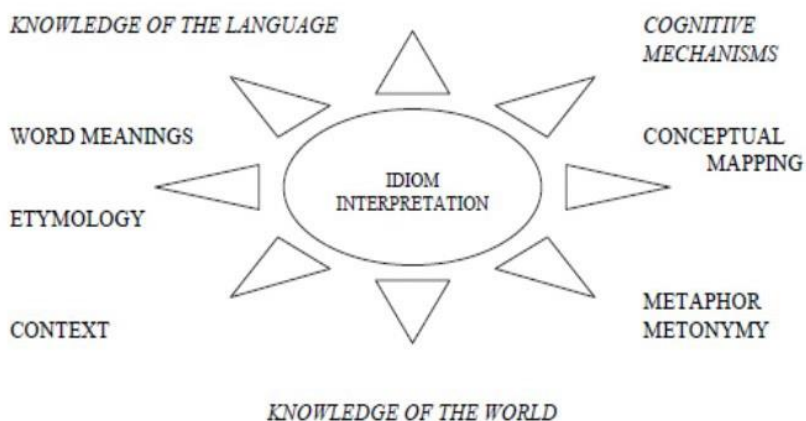 KNOWLEDGE OF THE LANGUAGE
COGNITIVE
MECHANISMS
WORD MEANINGS
CONCEPTUAL
MAPPING
IDIOM
INTERPRETATION
ETYMOLOGY
METAPHOR
METONYMY
CONTEXT
KNOWLEDGE OF THE WORLD